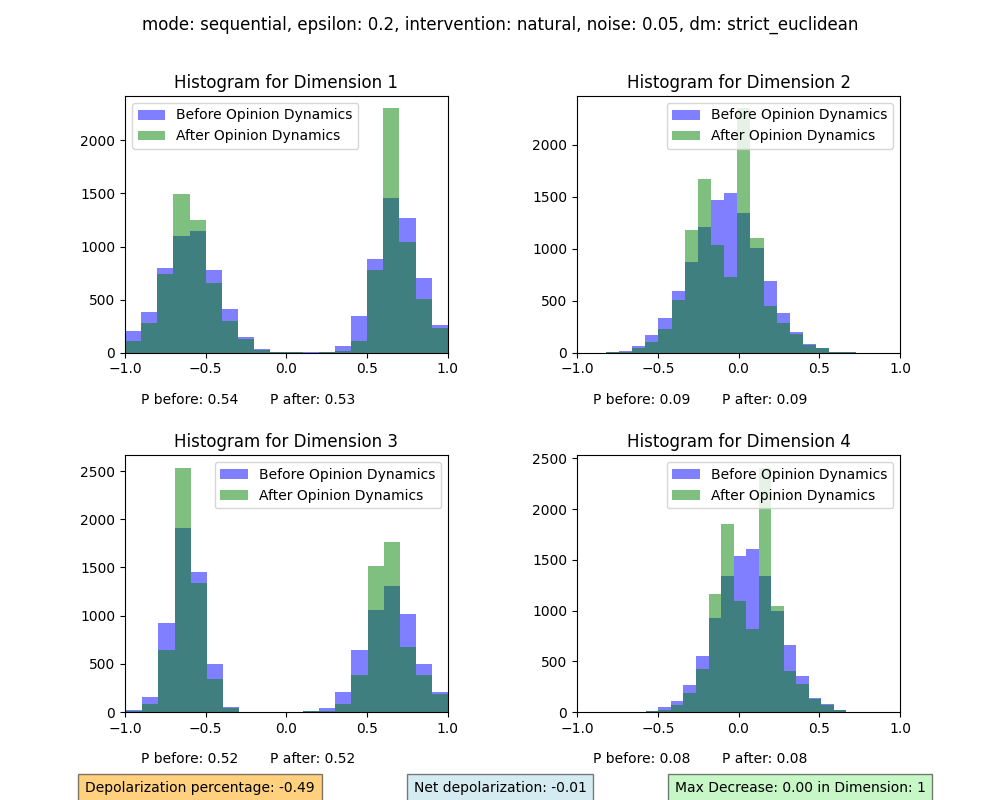 mode: sequential, epsilon: 0.2, intervention: natural, noise: 0.05, dm: strict_euclidean
Histogram for Dimension 1
Before Opinion Dynamics
After Opinion Dynamics
2000
1500
1000
500
0
−1.0 −0.5 0.0 0.5 1.0
P before: 0.54 P after: 0.53
Histogram for Dimension 2
Before Opinion Dynamics
After Opinion Dynamics
2000
1500
1000
500
0
−1.0 −0.5 0.0 0.5 1.0
P before: 0.09 P after: 0.09
Histogram for Dimension 3
Before Opinion Dynamics
After Opinion Dynamics
2500
2000
1500
1000
500
0
−1.0 −0.5 0.0 0.5 1.0
P before: 0.52 P after: 0.52
Histogram for Dimension 4
Before Opinion Dynamics
After Opinion Dynamics
2500
2000
1500
1000
500
0
−1.0 −0.5 0.0 0.5 1.0
P before: 0.08 P after: 0.08
Depolarization percentage: -0.49
Net depolarization: -0.01
Max Decrease: 0.00 in Dimension: 1